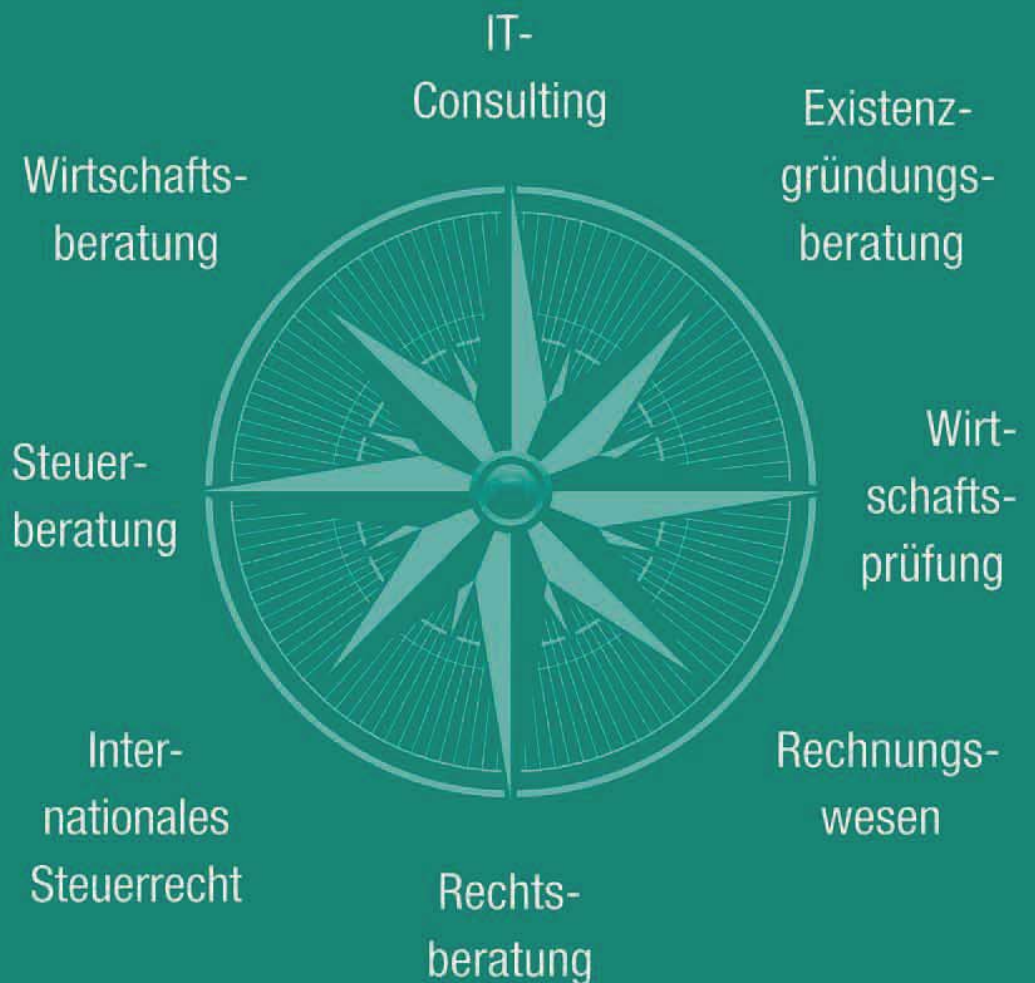 IT-
Consulting
Existenz-
gründungs-
beratung
Wirtschafts-
beratung
Wirt-
schafts-
prüfung
Steuer-
beratung
Rechnungs-
wesen
Inter-
nationales
Steuerrecht
Rechts-
beratung